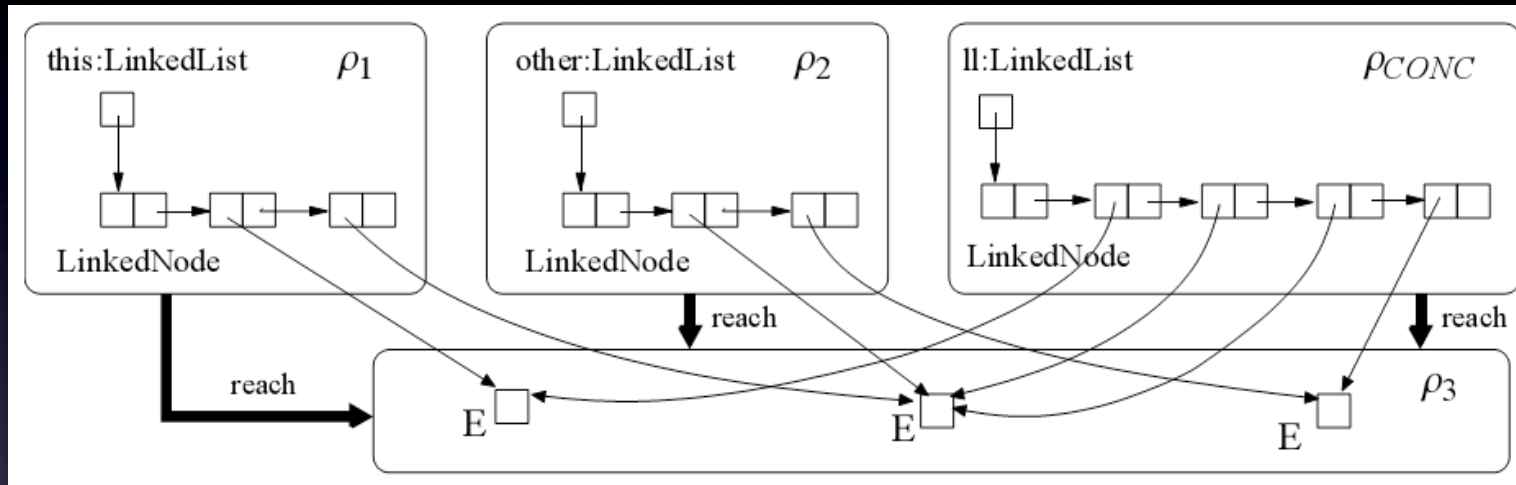 this:LinkedList ρ1
other:LinkedList ρ2
ll:LinkedList ρCONC
LinkedNode
LinkedNode
LinkedNode
reach
reach
reach
ρ3
E
E
E